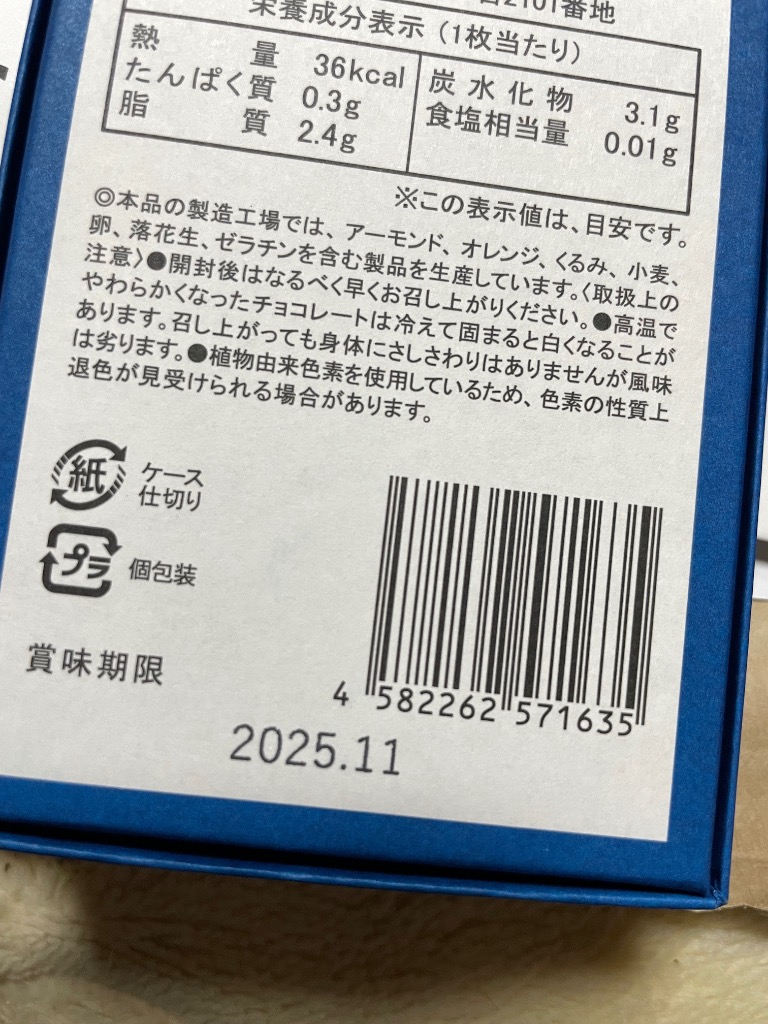 2101番地
栄養成分表示(1枚当たり)
熱量 36kcal 炭水化物 3.1g
たんぱく質 0.3g 食塩相当量 0.01g
脂質 2.4g
※この表示値は、目安です。
◎本品の製造工場では、アーモンド、オレンジ、くるみ、小麦、
卵、落花生、ゼラチンを含む製品を生産しています。〈取扱上の
注意〉●開封後はなるべく早くお召し上がりください。●高温で
やわらかくなったチョコレートは冷えて固まると白くなることが
あります。召し上がっても身体にさしさわりはありませんが風味
は劣ります。●植物由来色素を使用しているため、色素の性質上
退色が見受けられる場合があります。
紙 ケース
仕切り
プラ 個包装
賞味期限
4 582262 571635
2025.11